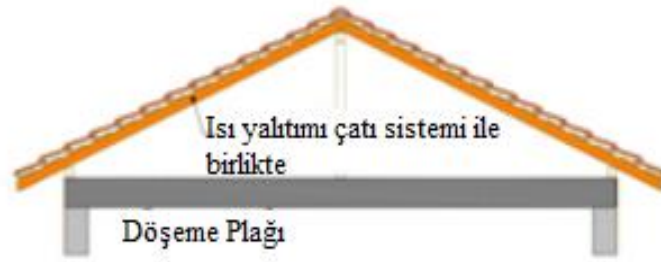 Isı yalıtımı çatı sistemi ile
birlikte
Döşeme Plağı